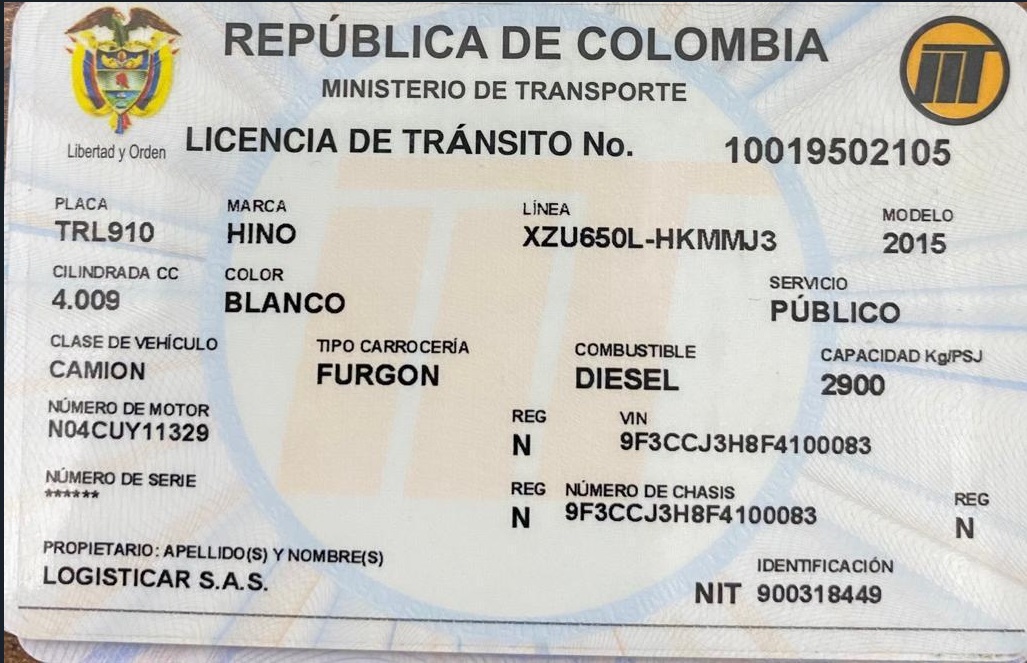 REPÚBLICA DE COLOMBIA
MINISTERIO DE TRANSPORTE
Libertad y Orden
LICENCIA DE TRÁNSITO No. 10019502105
PLACA MARCA LÍNEA MODELO
TRL910 HINO XZU650L-HKMMJ3 2015
CILINDRADA CC COLOR SERVICIO
4.009 BLANCO PÚBLICO
CLASE DE VEHÍCULO TIPO CARROCERÍA COMBUSTIBLE CAPACIDAD Kg/PSJ
CAMION FURGON DIESEL 2900
NÚMERO DE MOTOR REG VIN
N04CUY11329 N 9F3CCJ3H8F4100083
NÚMERO DE SERIE REG NÚMERO DE CHASIS REG
****** N 9F3CCJ3H8F4100083 N
PROPIETARIO: APELLIDO(S) Y NOMBRE(S) IDENTIFICACIÓN
LOGISTICAR S.A.S. NIT 900318449